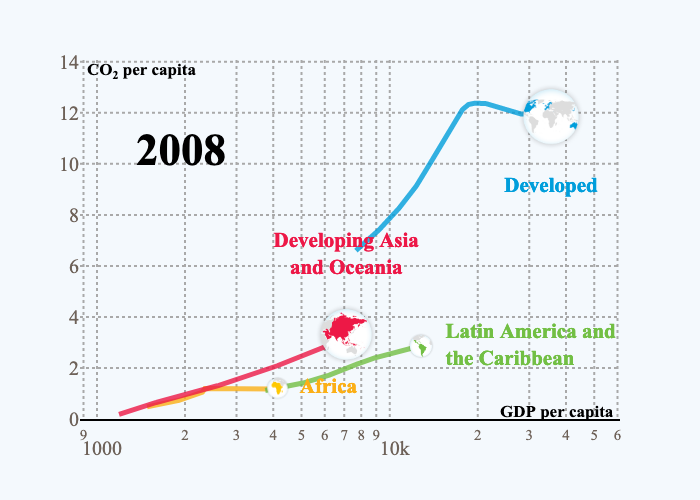 14
CO₂ per capita
12
2008
10
Developed
8
Developing Asia
and Oceania
6
4
Latin America and
the Caribbean
2
Africa
0
GDP per capita
9 2 3 4 5 6 7 8 9 2 3 4 5 6
1000 10k